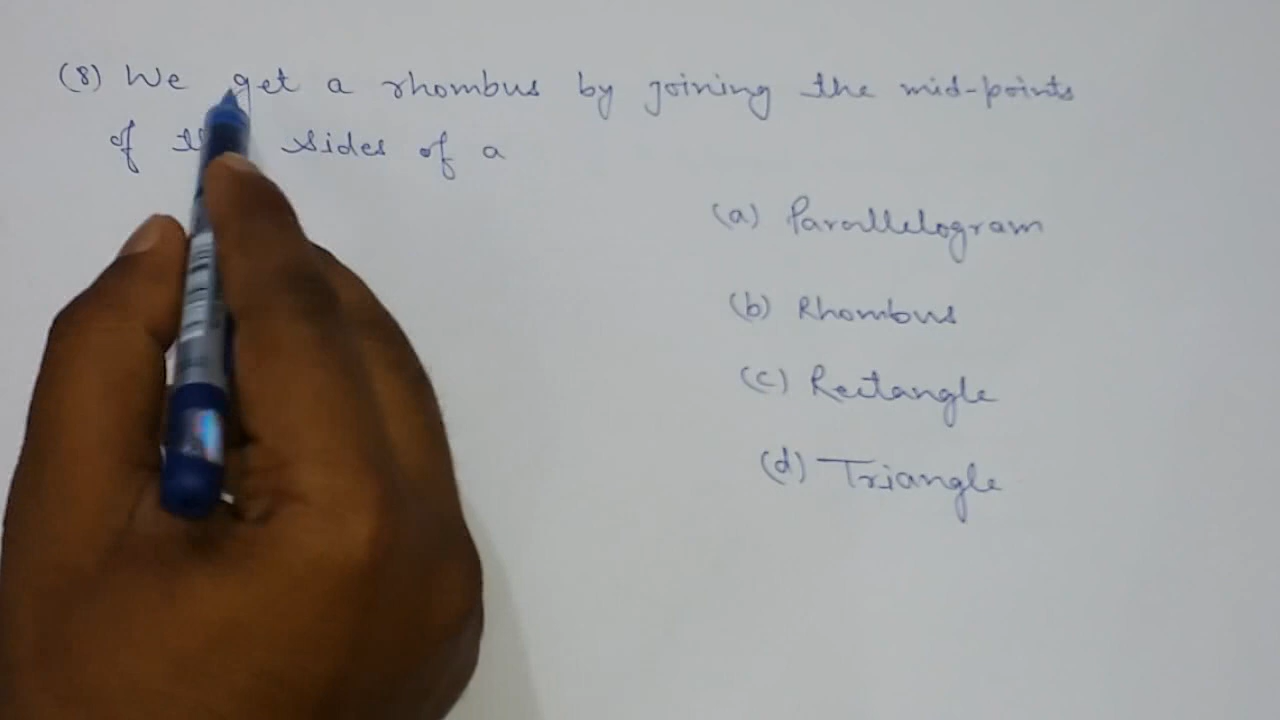 (8) We get a rhombus by joining the mid-points
of sides of a
(a) Parallelogram
(b) Rhombus
(c) Rectangle
(d) Triangle